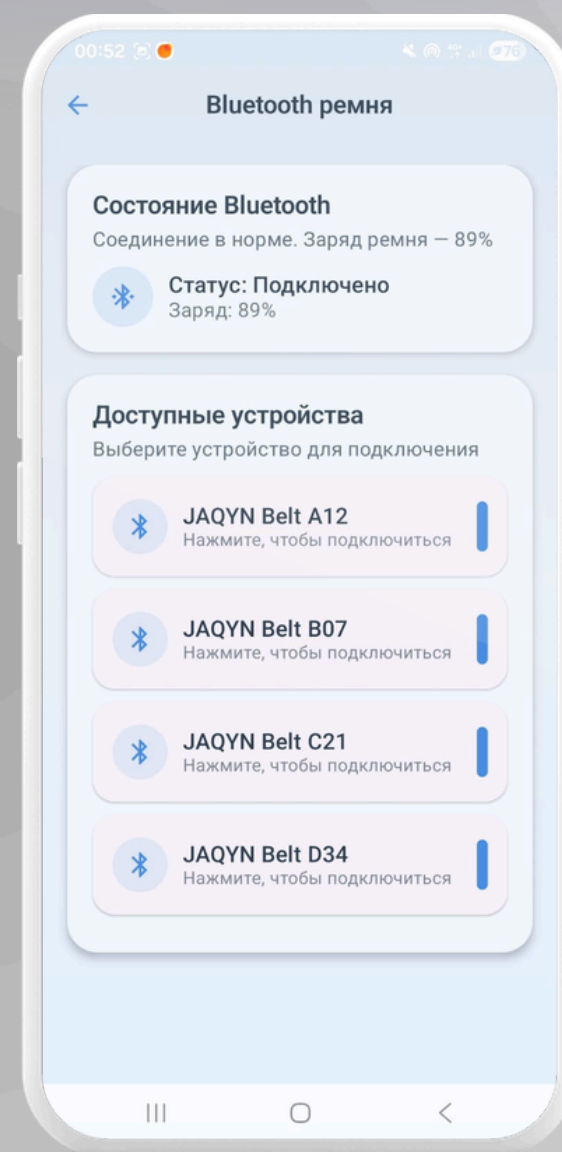 00:52
76
Bluetooth ремня
Состояние Bluetooth
Соединение в норме. Заряд ремня — 89%
Статус: Подключено
Заряд: 89%
Доступные устройства
Выберите устройство для подключения
JAQYN Belt A12
Нажмите, чтобы подключиться
JAQYN Belt B07
Нажмите, чтобы подключиться
JAQYN Belt C21
Нажмите, чтобы подключиться
JAQYN Belt D34
Нажмите, чтобы подключиться